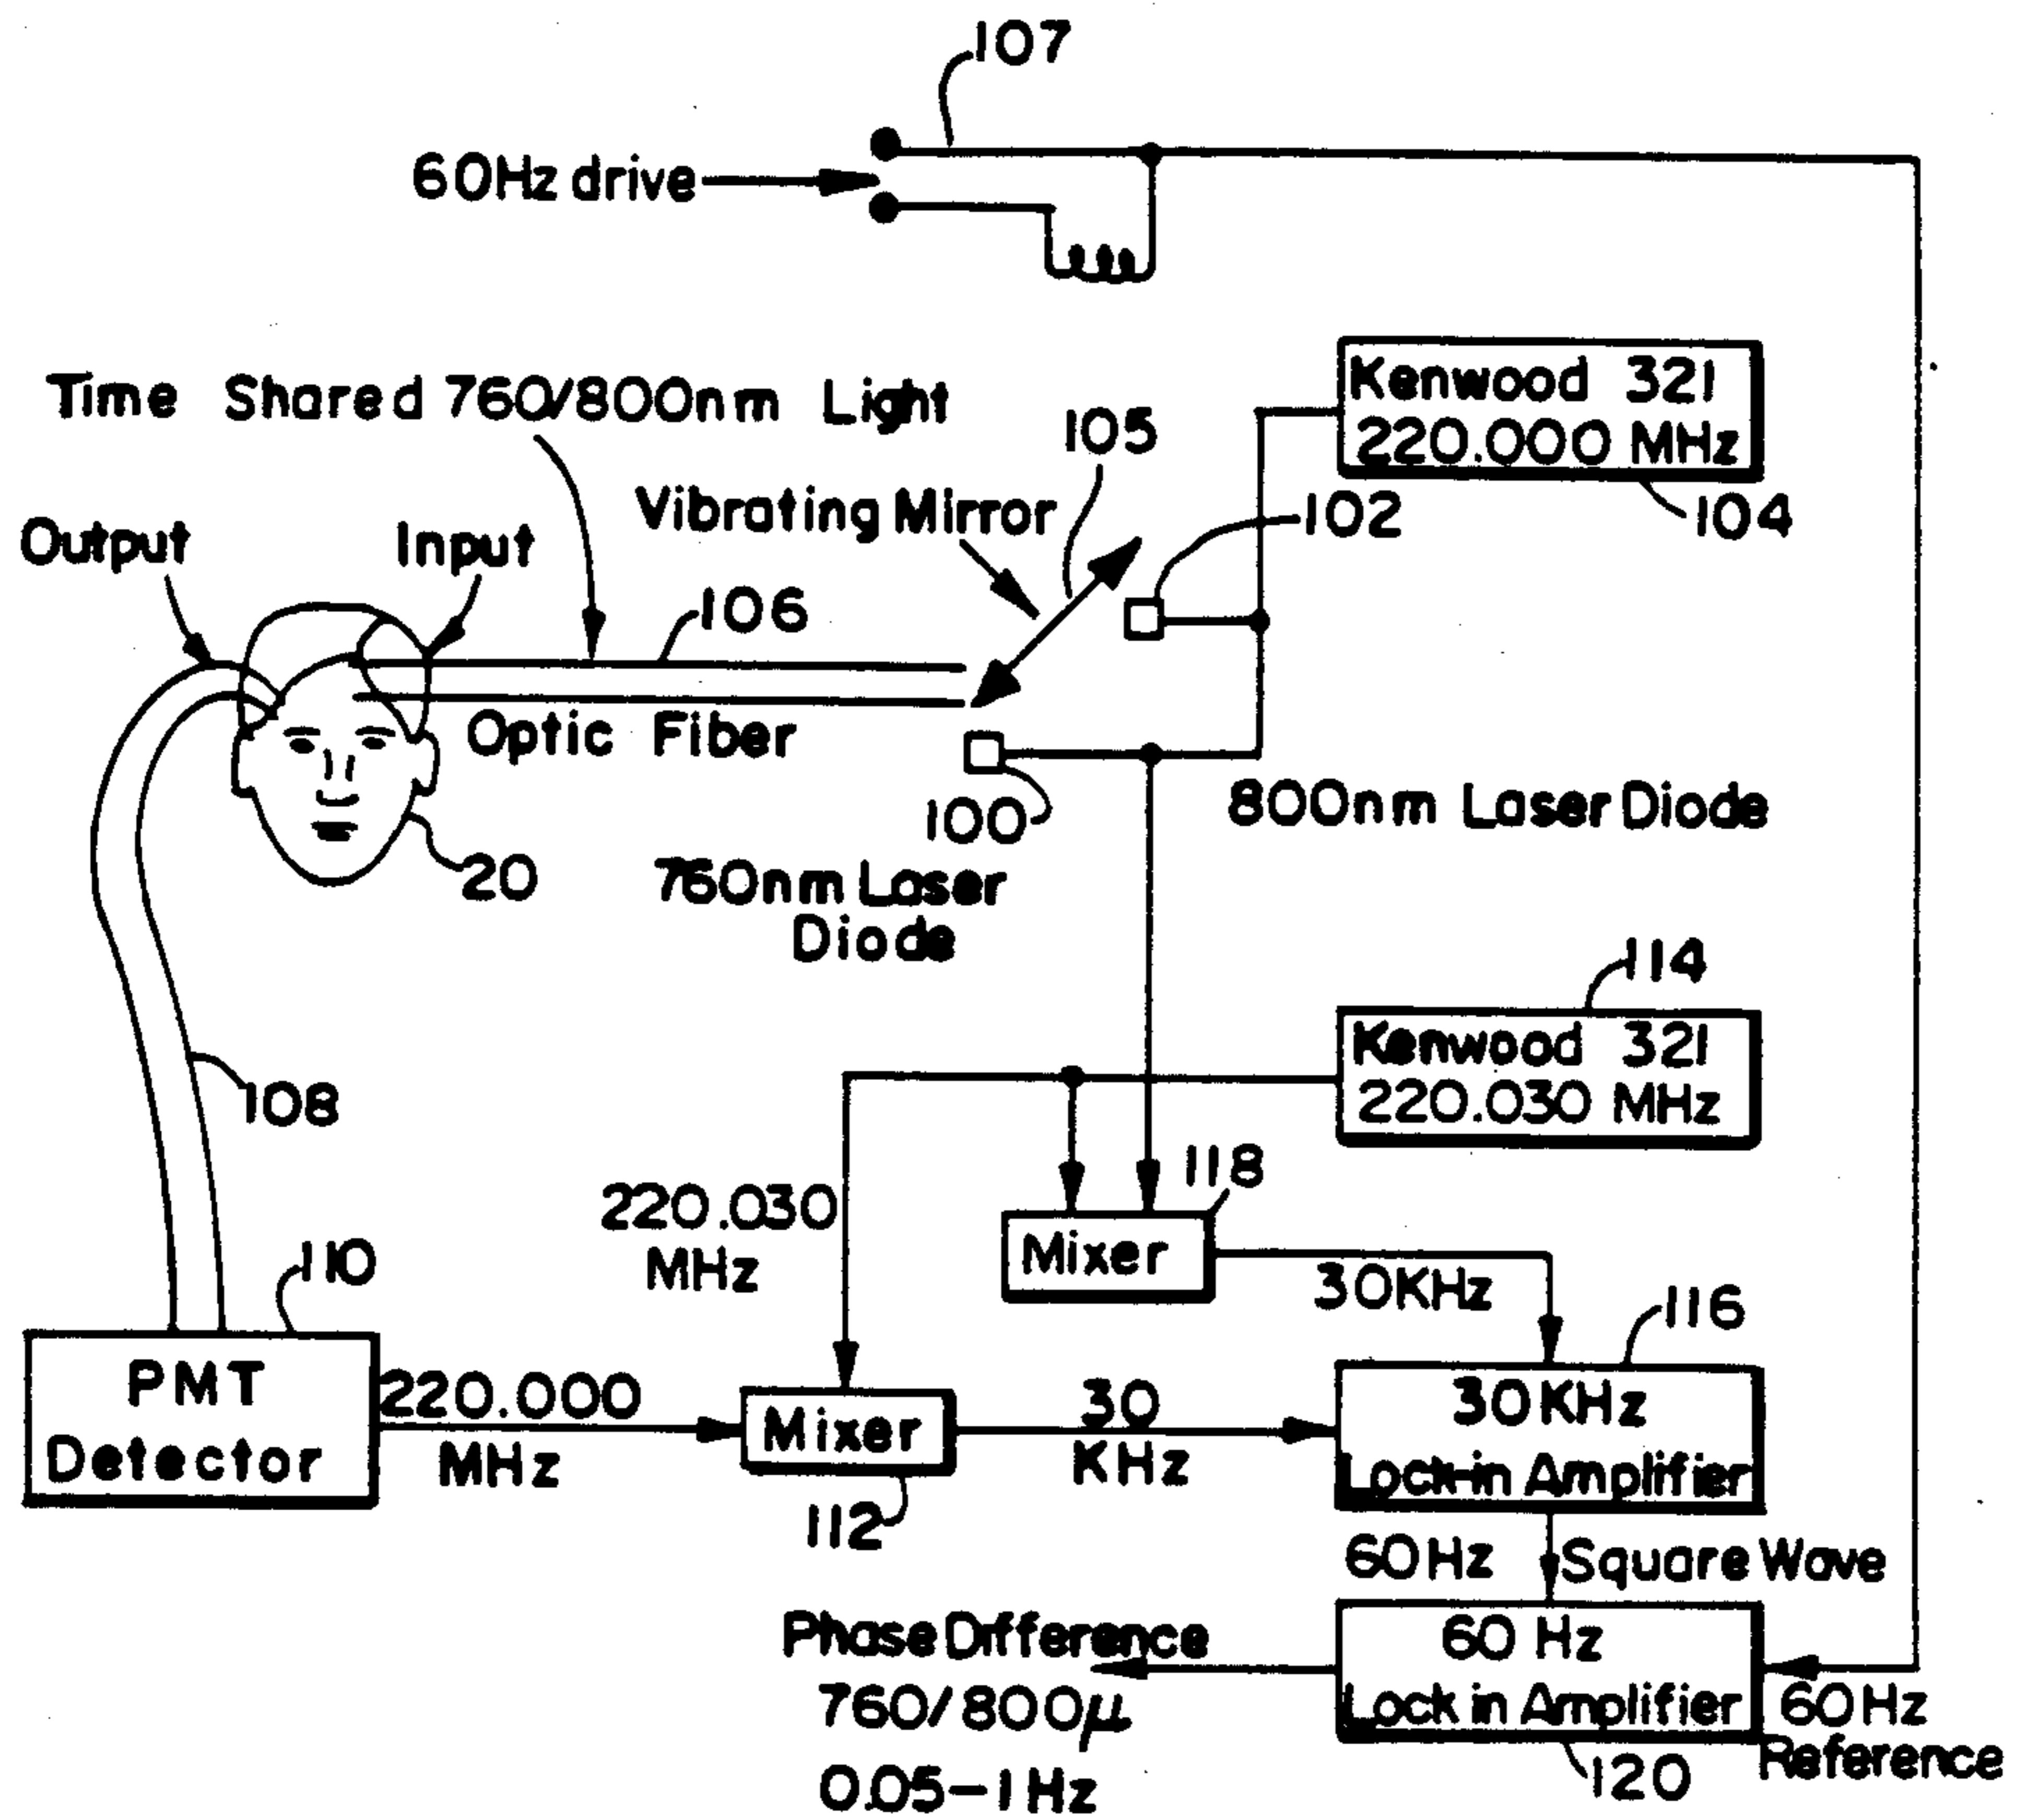 107
60Hz drive
Kenwood 321
220.000 MHz
104
Time Shared 760/800nm Light
105
Vibrating Mirror
102
Output
Input
106
Optic Fiber
100
800nm Laser Diode
20
760nm Laser
Diode
114
Kenwood 321
220.030 MHz
108
118
220.030
MHz
Mixer
30KHz
110
116
PMT
Detector
220.000
MHz
Mixer
112
30
KHz
30KHz
Lock-in Amplifier
60Hz
Square Wave
Phase Difference
760/800μ
0.05-1Hz
60 Hz
Lock in Amplifier
60Hz
Reference
120